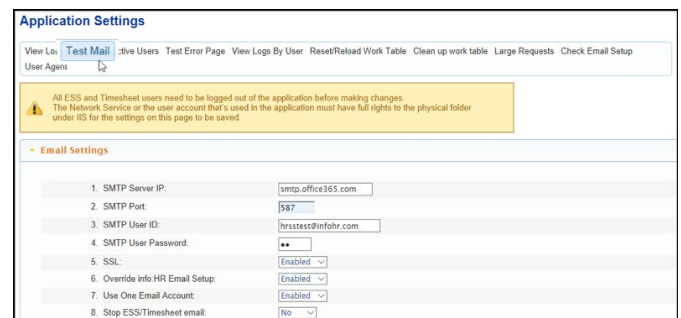 Application Settings
View Lo Test Mail ctive Users Test Error Page View Logs By User Reset/Reload Work Table Clean up work table Large Requests Check Email Setup
User Agent
All ESS and Timesheet users need to be logged out of the application before making changes.
The Network Service or the user account that's used in the application must have full rights to the physical folder
under IIS for the settings on this page to be saved.
Email Settings
1. SMTP Server IP: smtp.office365.com
2. SMTP Port: 587
3. SMTP User ID: hrsstest@infohr.com
4. SMTP User Password: ●●
5. SSL: Enabled
6. Override info:HR Email Setup: Enabled
7. Use One Email Account: Enabled
8. Stop ESS/Timesheet email: No